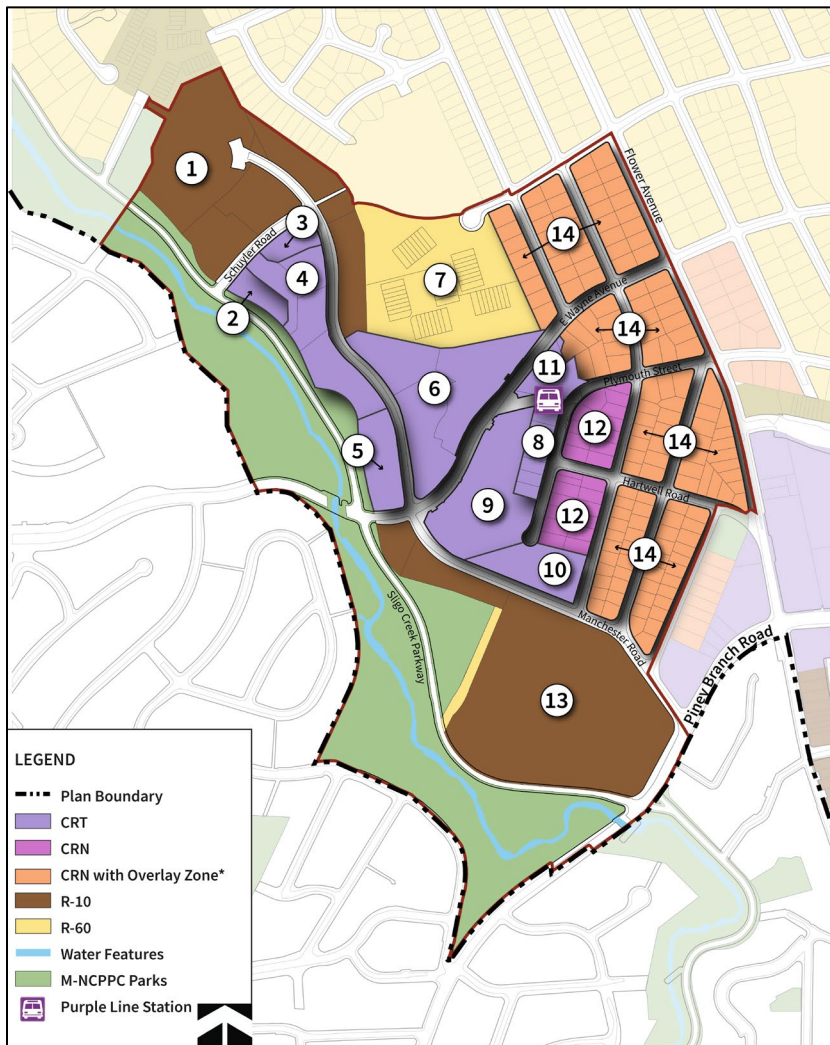 Flower Avenue
1
14
3
Schuyler Road
4
7
2
E Wayne Avenue
14
11
Plymouth Street
6
12
8
14
5
Hartwell Road
9
12
14
10
Manchester Road
Sligo Creek Parkway
Piney Branch Road
13
LEGEND
Plan Boundary
CRT
CRN
CRN with Overlay Zone*
R-10
R-60
Water Features
M-NCPPC Parks
Purple Line Station